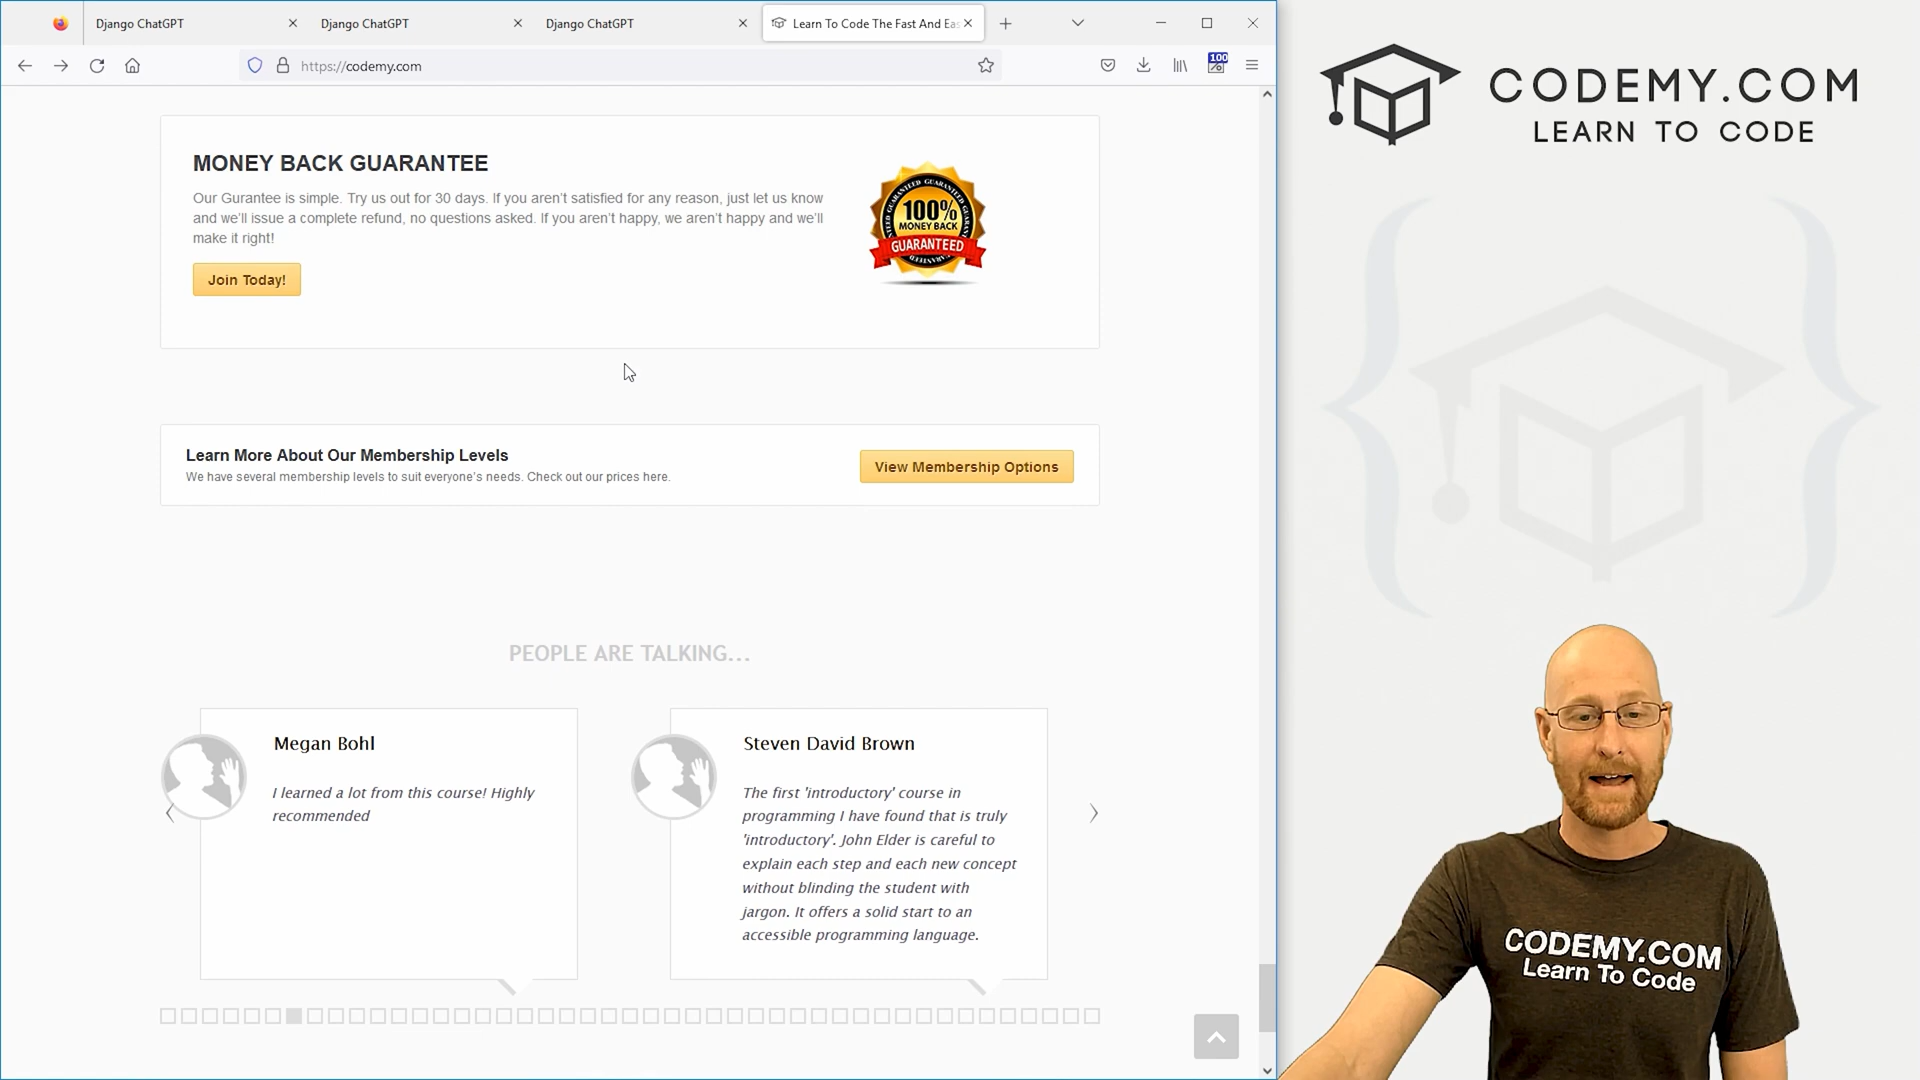 Django ChatGPT
Django ChatGPT
Django ChatGPT
Learn To Code The Fast And Eas
https://codemy.com
100
MONEY BACK GUARANTEE
Our Gurantee is simple. Try us out for 30 days. If you aren't satisfied for any reason, just let us know
and we'll issue a complete refund, no questions asked. If you aren't happy, we aren't happy and we'll
make it right!
Join Today!
GUARANTEED GUARANTEED GUARANTEED
100%
MONEY BACK
GUARANTEED
Learn More About Our Membership Levels
We have several membership levels to suit everyone's needs. Check out our prices here.
View Membership Options
PEOPLE ARE TALKING...
Megan Bohl
I learned a lot from this course! Highly
recommended
Steven David Brown
The first 'introductory' course in
programming I have found that is truly
'introductory'. John Elder is careful to
explain each step and each new concept
without blinding the student with
jargon. It offers a solid start to an
accessible programming language.
CODEMY.COM
LEARN TO CODE
CODEMY.COM
Learn To Code